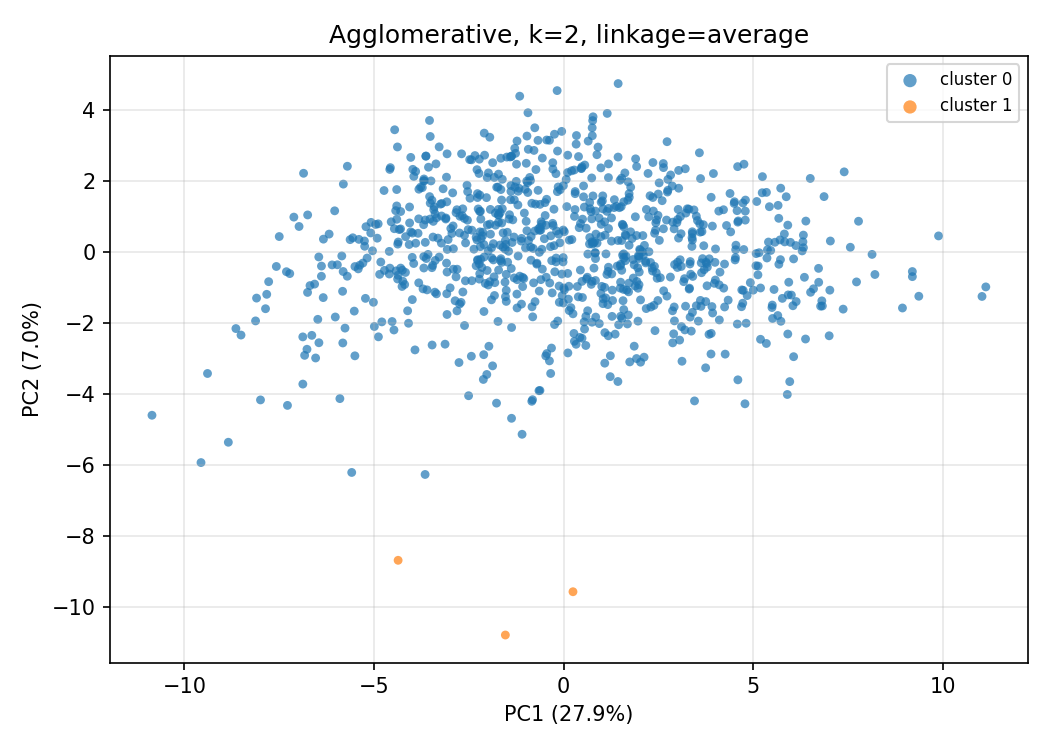 Agglomerative, k=2, linkage=average
cluster 0
cluster 1
4
2
0
−2
−4
−6
−8
−10
PC2 (7.0%)
−10
−5
0
5
10
PC1 (27.9%)